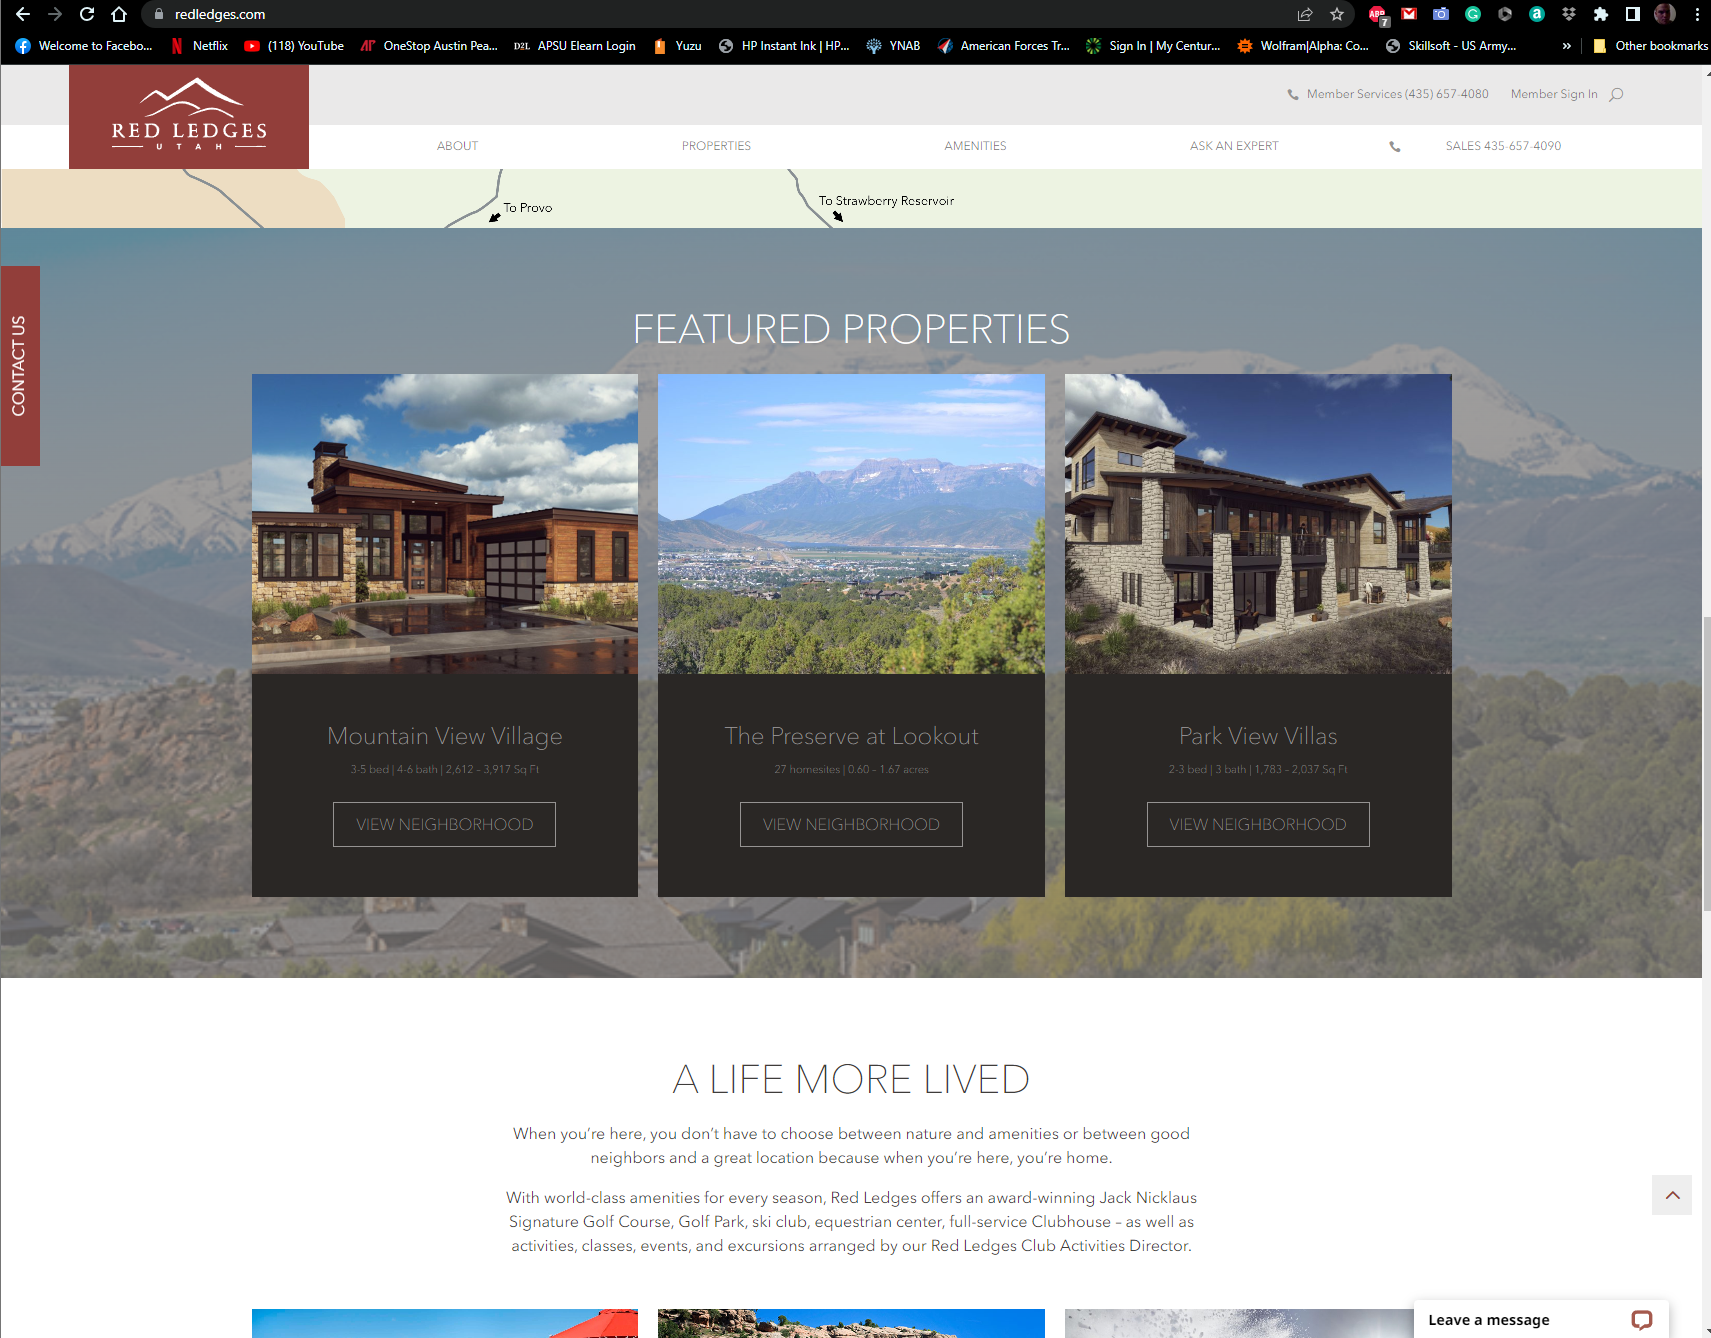 redledges.com
ABP
7
Welcome to Facebo...
Netflix
(118) YouTube
OneStop Austin Pea...
D2L APSU Elearn Login
Yuzu
HP Instant Ink | HP...
YNAB
American Forces Tr...
Sign In | My Centur...
Wolfram|Alpha: Co...
Skillsoft - US Army...
»
Other bookmarks
RED LEDGES
UTAH
Member Services (435) 657-4080
Member Sign In
ABOUT
PROPERTIES
AMENITIES
ASK AN EXPERT
SALES 435-657-4090
To Provo
To Strawberry Reservoir
CONTACT US
FEATURED PROPERTIES
Mountain View Village
3-5 bed | 4-6 bath | 2,612 – 3,917 Sq Ft
VIEW NEIGHBORHOOD
The Preserve at Lookout
27 homesites | 0.60 – 1.67 acres
VIEW NEIGHBORHOOD
Park View Villas
2-3 bed | 3 bath | 1,783 – 2,037 Sq Ft
VIEW NEIGHBORHOOD
A LIFE MORE LIVED
When you’re here, you don’t have to choose between nature and amenities or between good
neighbors and a great location because when you’re here, you’re home.
With world-class amenities for every season, Red Ledges offers an award-winning Jack Nicklaus
Signature Golf Course, Golf Park, ski club, equestrian center, full-service Clubhouse – as well as
activities, classes, events, and excursions arranged by our Red Ledges Club Activities Director.
Leave a message